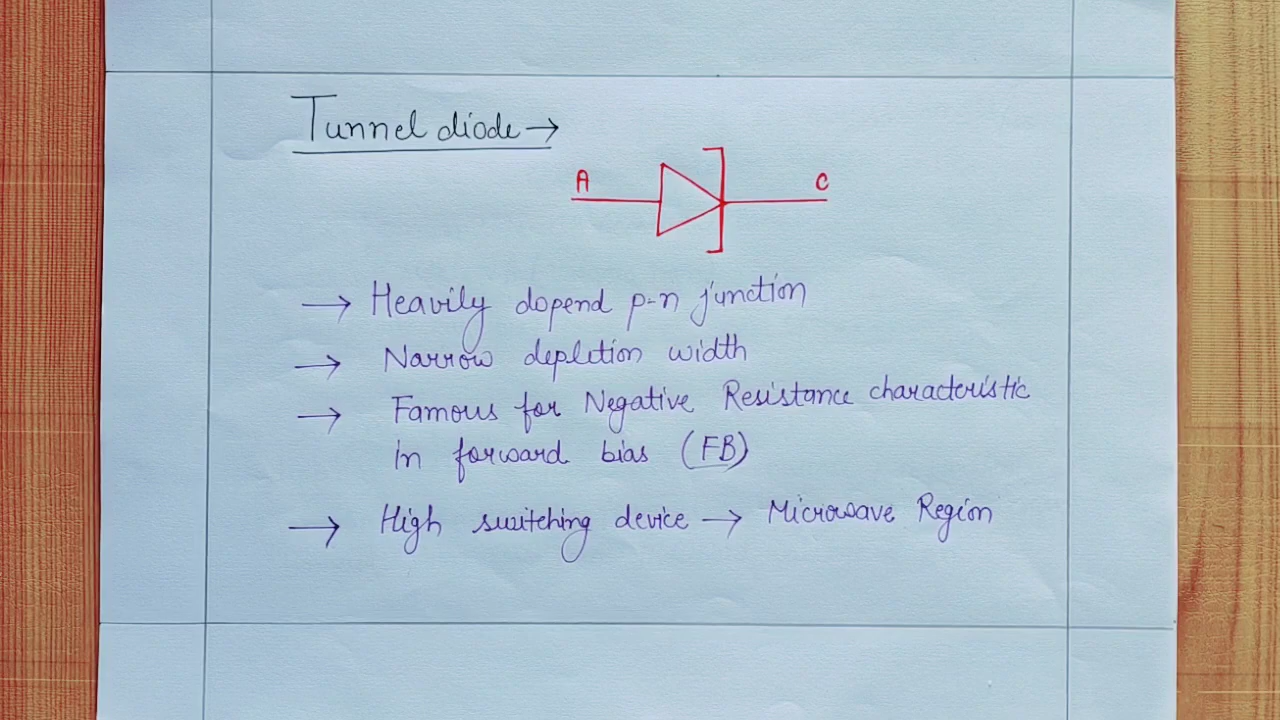 Tunnel diode →
A
C
→ Heavily dopend p-n junction
→ Narrow depletion width
→ Famous for Negative Resistance characteristic
in forward bias (FB)
→ High switching device → Microwave Region